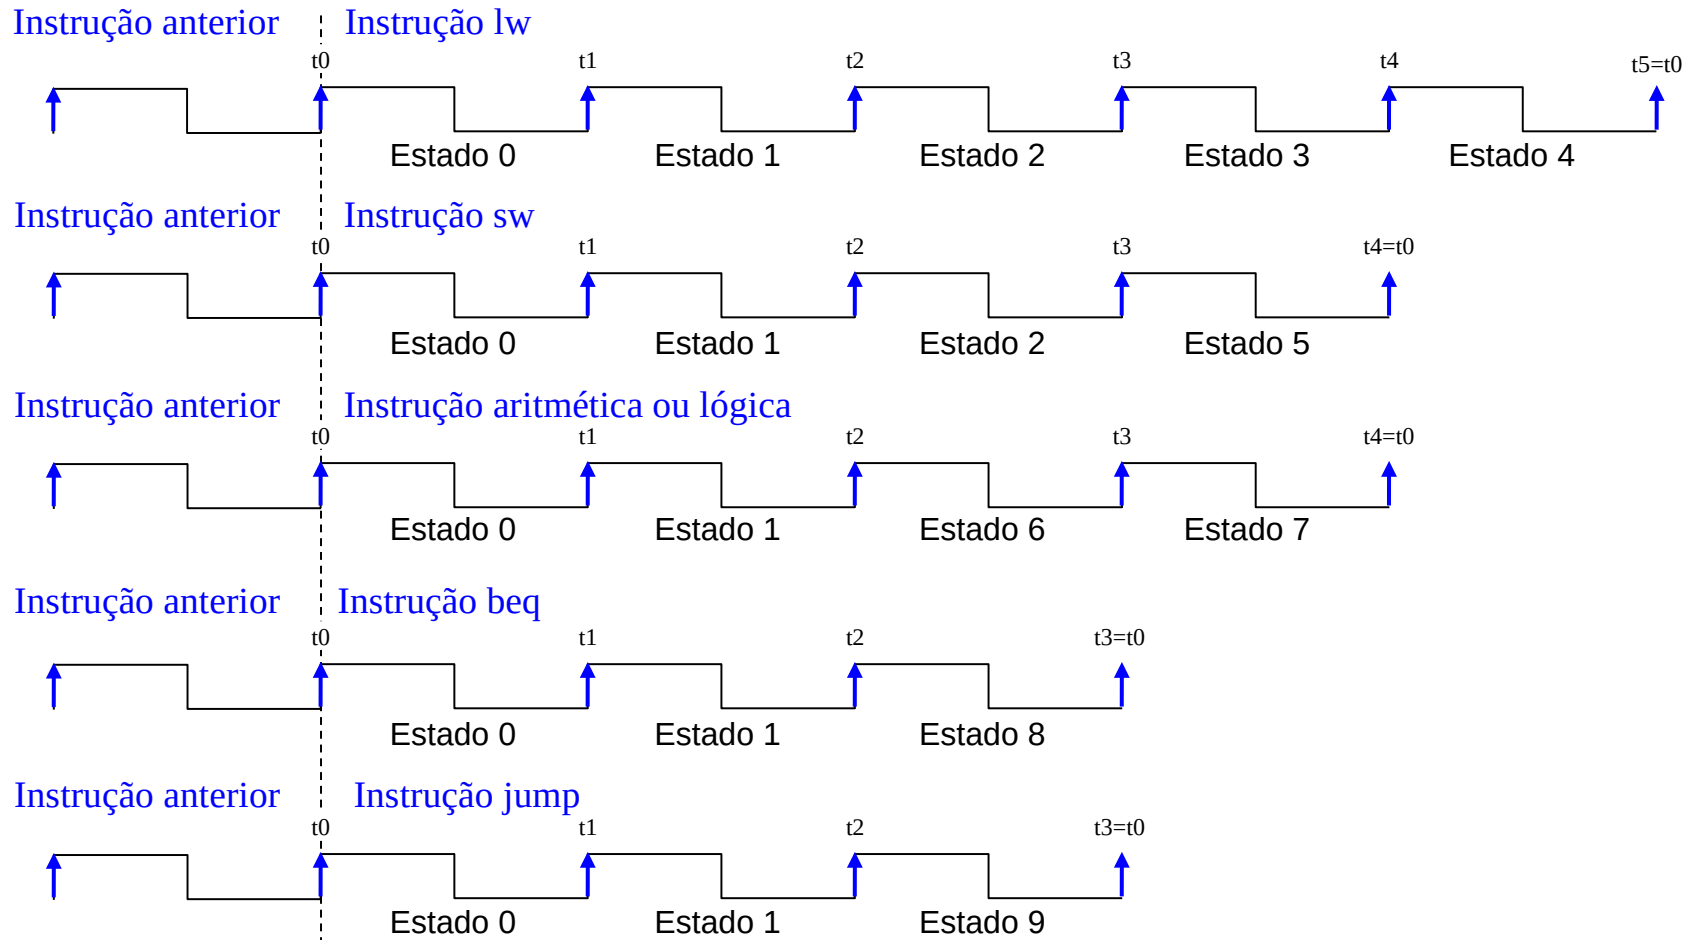 Instrução anterior Instrução lw
t0 t1 t2 t3 t4 t5=t0
Estado 0 Estado 1 Estado 2 Estado 3 Estado 4
Instrução anterior Instrução sw
t0 t1 t2 t3 t4=t0
Estado 0 Estado 1 Estado 2 Estado 5
Instrução anterior Instrução aritmética ou lógica
t0 t1 t2 t3 t4=t0
Estado 0 Estado 1 Estado 6 Estado 7
Instrução anterior Instrução beq
t0 t1 t2 t3=t0
Estado 0 Estado 1 Estado 8
Instrução anterior Instrução jump
t0 t1 t2 t3=t0
Estado 0 Estado 1 Estado 9